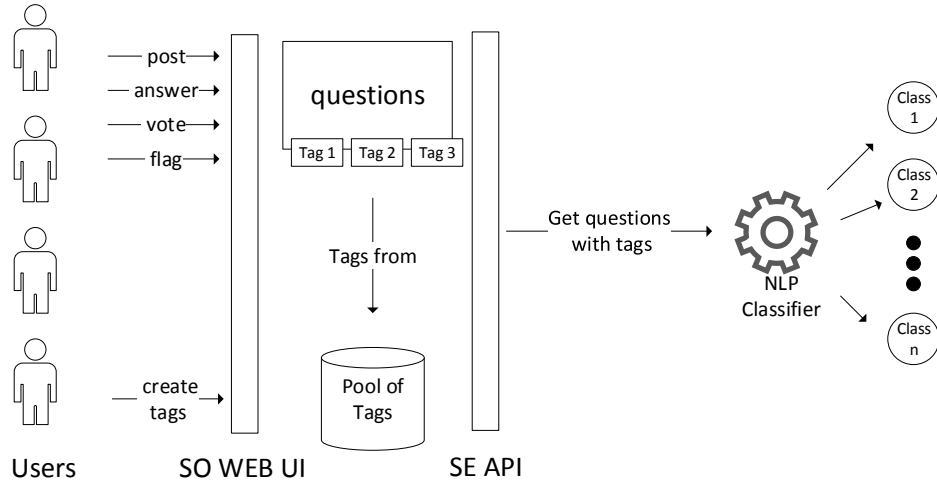 post
answer
vote
flag
create
tags
Users
SO WEB UI
questions
Tag 1
Tag 2
Tag 3
Tags from
Pool of
Tags
SE API
Get questions
with tags
NLP
Classifier
Class
1
Class
2
Class
n